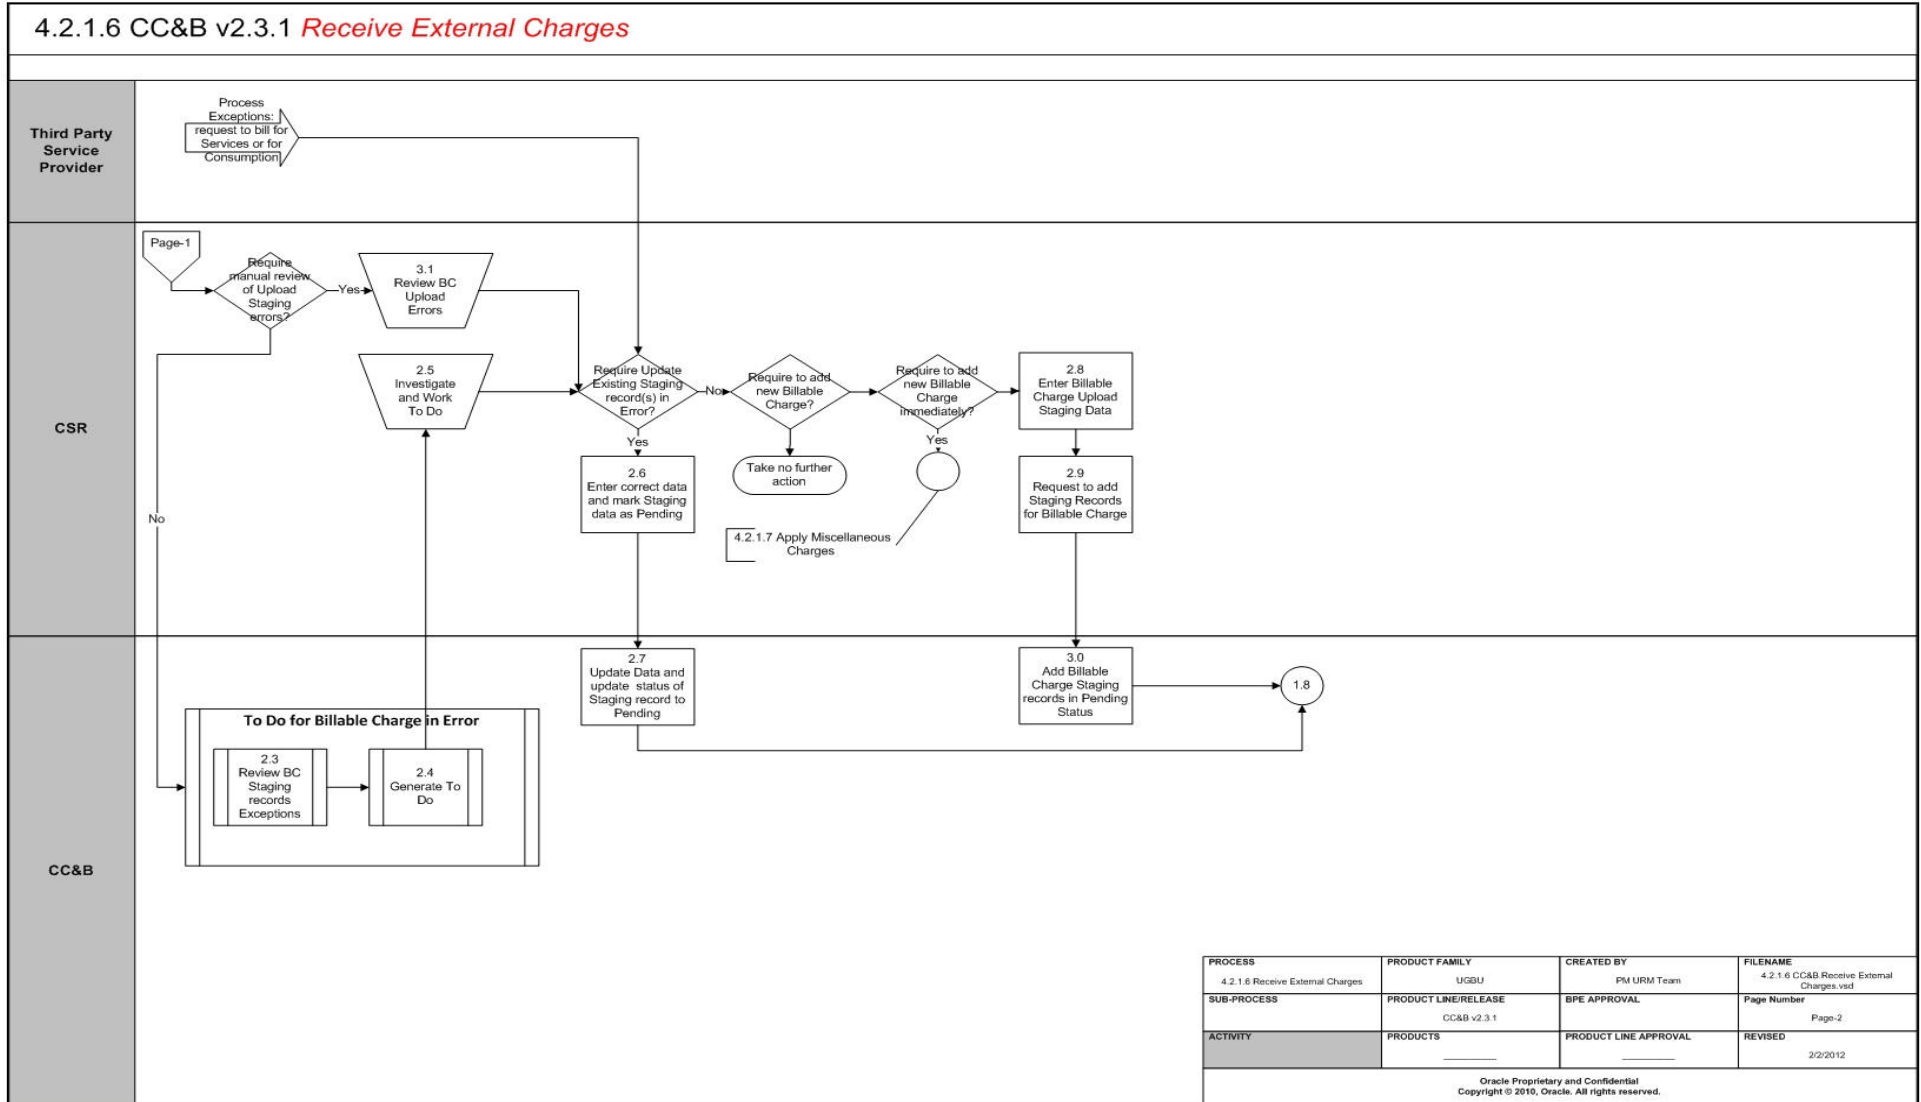 4.2.1.6 CC&B v2.3.1 Receive External Charges
Third Party
Service
Provider
Process
Exceptions:
request to bill for
Services or for
Consumption
CSR
Page-1
Require
manual review
of Upload
Staging
errors?
Yes
3.1
Review BC
Upload
Errors
No
2.5
Investigate
and Work
To Do
Require Update
Existing Staging
record(s) in
Error?
No
Require to add
new Billable
Charge?
Require to add
new Billable
Charge
immediately?
2.8
Enter Billable
Charge Upload
Staging Data
Yes
2.6
Enter correct data
and mark Staging
data as Pending
Take no further
action
Yes
4.2.1.7 Apply Miscellaneous
Charges
2.9
Request to add
Staging Records
for Billable Charge
CC&B
2.7
Update Data and
update status of
Staging record to
Pending
3.0
Add Billable
Charge Staging
records in Pending
Status
1.8
To Do for Billable Charge in Error
2.3
Review BC
Staging
records
Exceptions
2.4
Generate To
Do
PROCESS
4.2.1.6 Receive External Charges
PRODUCT FAMILY
UGBU
CREATED BY
PM URM Team
FILENAME
4.2.1.6 CC&B.Receive External
Charges.vsd
SUB-PROCESS
PRODUCT LINE/RELEASE
CC&B v2.3.1
BPE APPROVAL
Page Number
Page-2
ACTIVITY
PRODUCTS
PRODUCT LINE APPROVAL
REVISED
2/2/2012
Oracle Proprietary and Confidential
Copyright © 2010, Oracle. All rights reserved.